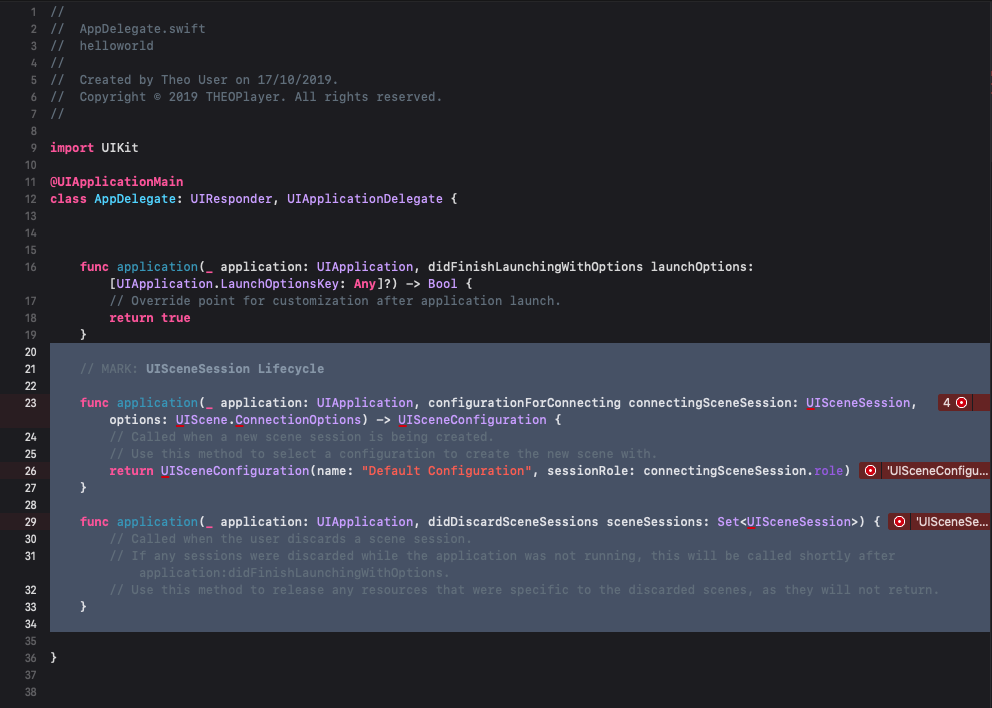 1 //
2 //  AppDelegate.swift
3 //  helloworld
4 //
5 //  Created by Theo User on 17/10/2019.
6 //  Copyright © 2019 THEOPlayer. All rights reserved.
7 //
8
9 import UIKit
10
11 @UIApplicationMain
12 class AppDelegate: UIResponder, UIApplicationDelegate {
13
14
15
16     func application(_ application: UIApplication, didFinishLaunchingWithOptions launchOptions:
        [UIApplication.LaunchOptionsKey: Any]?) -> Bool {
17         // Override point for customization after application launch.
18         return true
19     }
20
21     // MARK: UISceneSession Lifecycle
22
23     func application(_ application: UIApplication, configurationForConnecting connectingSceneSession: UISceneSession, 4
        options: UIScene.ConnectionOptions) -> UISceneConfiguration {
24         // Called when a new scene session is being created.
25         // Use this method to select a configuration to create the new scene with.
26         return UISceneConfiguration(name: "Default Configuration", sessionRole: connectingSceneSession.role) 'UISceneConfigu...
27     }
28
29     func application(_ application: UIApplication, didDiscardSceneSessions sceneSessions: Set<UISceneSession>) { 'UISceneSe...
30         // Called when the user discards a scene session.
31         // If any sessions were discarded while the application was not running, this will be called shortly after
            application:didFinishLaunchingWithOptions.
32         // Use this method to release any resources that were specific to the discarded scenes, as they will not return.
33     }
34
35
36 }
37
38